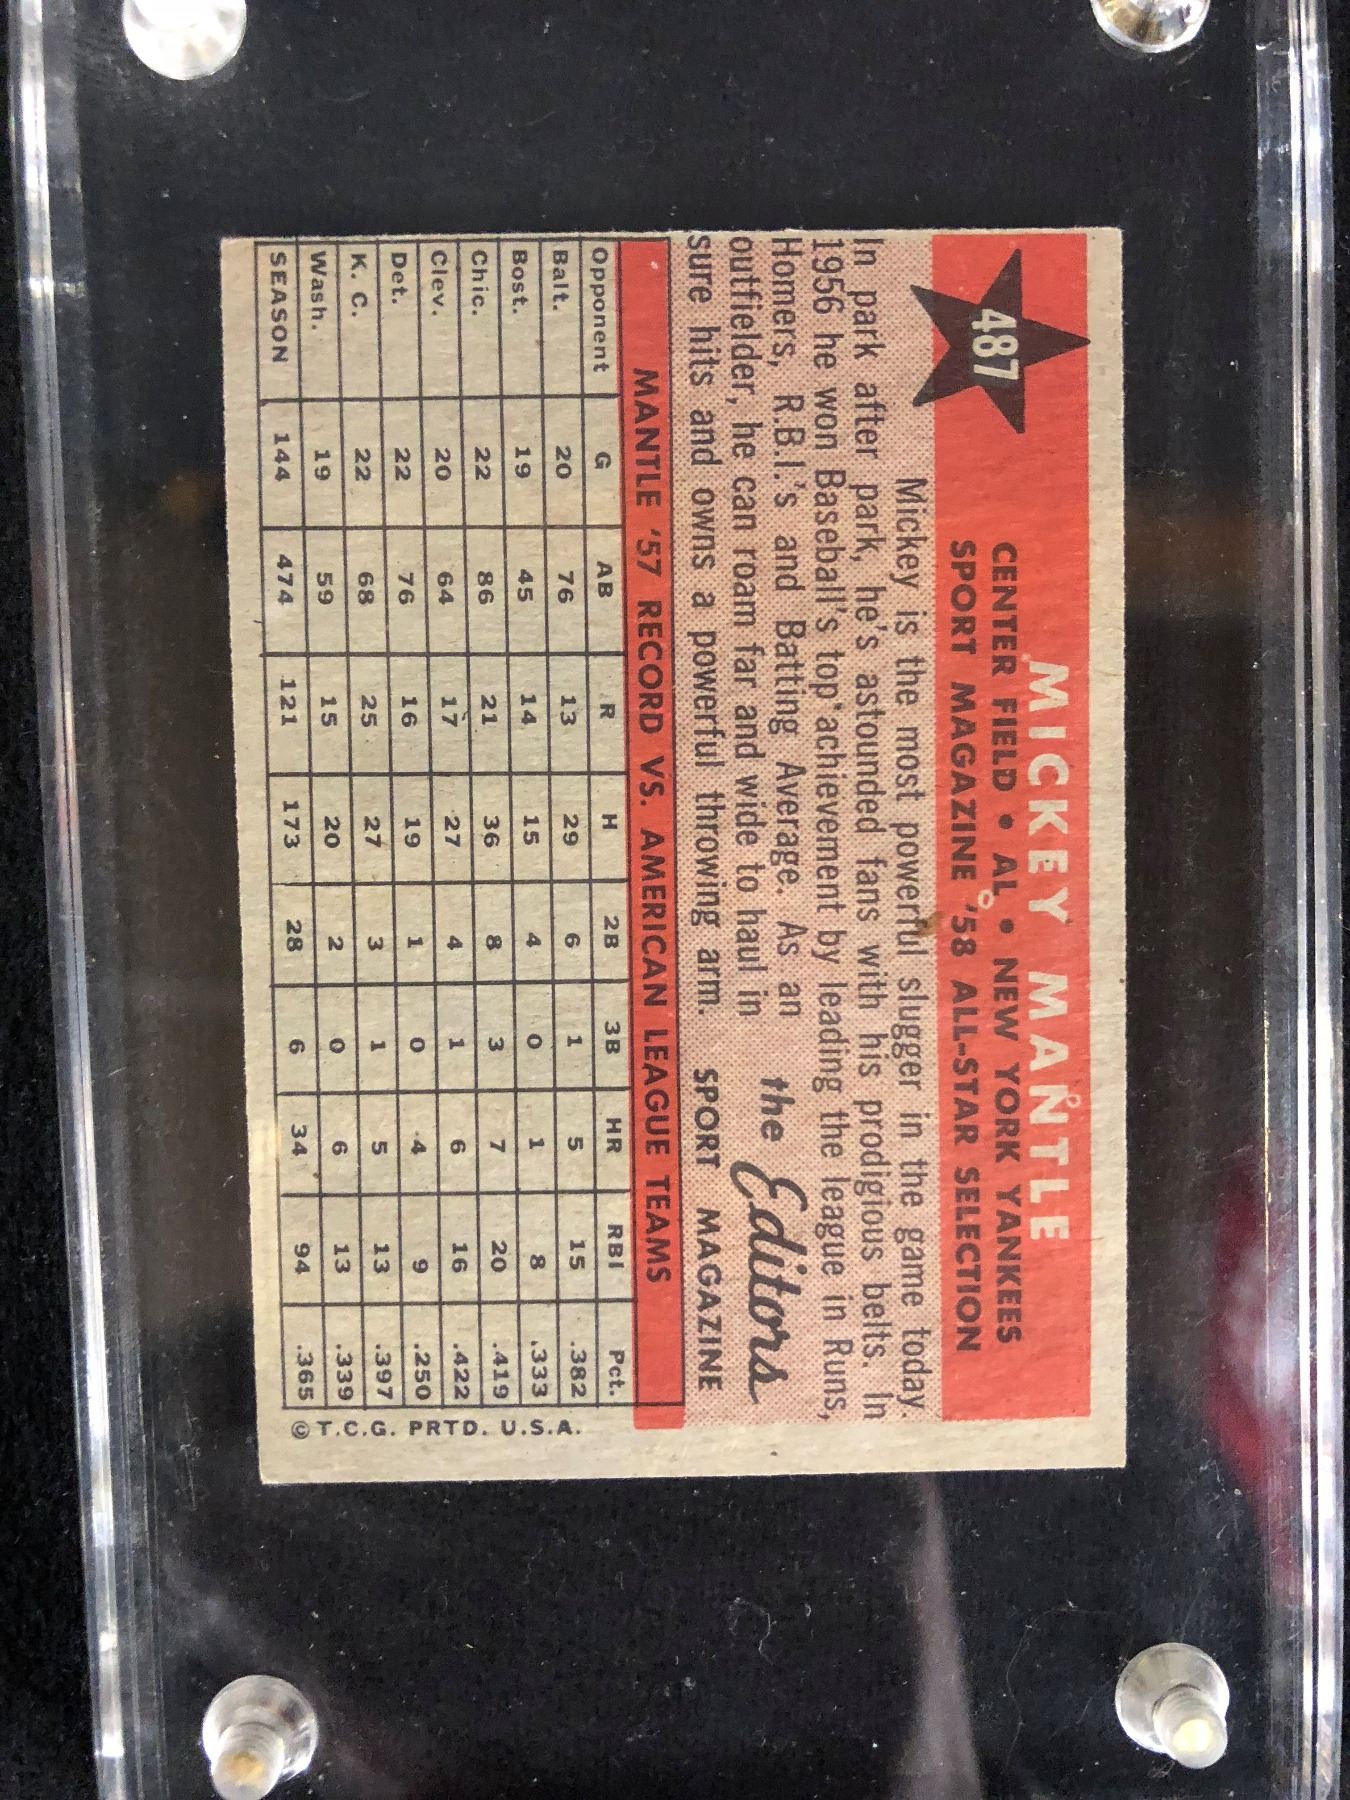 487
MICKEY MANTLE
CENTER FIELD • AL • NEW YORK YANKEES
SPORT MAGAZINE '58 ALL-STAR SELECTION
Mickey is the most powerful slugger in the game today.
In park after park, he's astounded fans with his prodigious belts. In
1956 he won Baseball's top achievement by leading the league in Runs,
Homers, R.B.I.'s and Batting Average. As an
outfielder, he can roam far and wide to haul in
sure hits and owns a powerful throwing arm.
the Editors
SPORT MAGAZINE
MANTLE '57 RECORD VS. AMERICAN LEAGUE TEAMS
Opponent G AB R H 2B 3B HR RBI Pct.
Balt. 20 76 13 29 6 1 5 15 .382
Bost. 19 45 14 15 4 0 1 8 .333
Chic. 22 86 21 36 8 3 7 20 .419
Clev. 20 64 17 27 4 1 6 16 .422
Det. 22 76 16 19 1 0 4 9 .250
K. C. 22 68 25 27 3 1 5 13 .397
Wash. 19 59 15 20 2 0 6 13 .339
SEASON 144 474 121 173 28 6 34 94 .365
© T.C.G. PRTD. U.S.A.